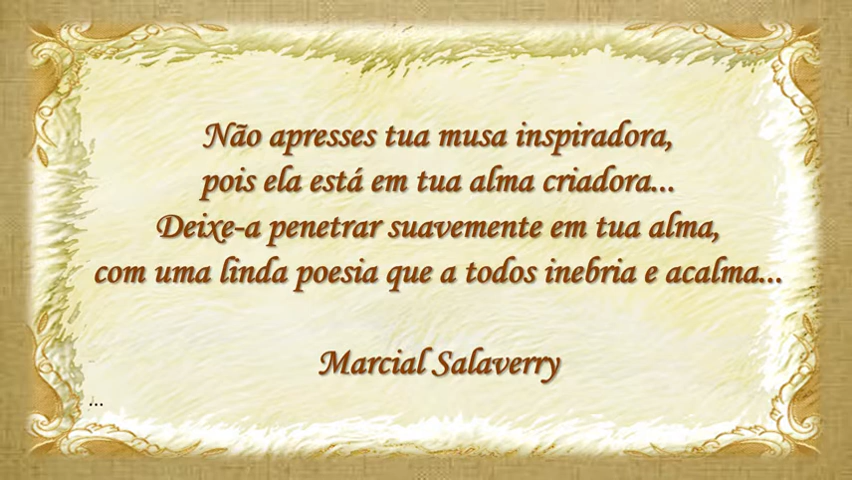 Não apresses tua musa inspiradora,
pois ela está em tua alma criadora...
Deixe-a penetrar suavemente em tua alma,
com uma linda poesia que a todos inebria e acalma...
Marcial Salaverry
...